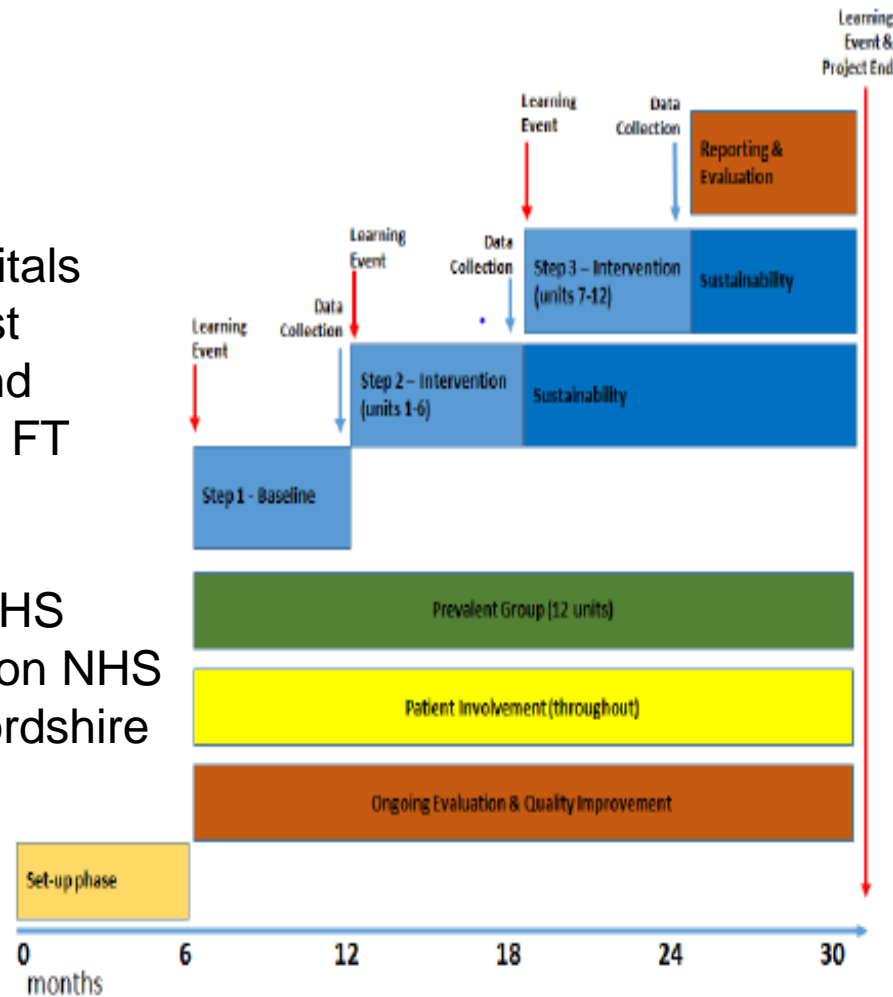 Learning
Event &
Project End
Learning
Event
Data
Collection
Reporting &
Evaluation
itals
st
nd
FT
HS
on NHS
ordshire
Learning
Event
Data
Collection
Step 3 – Intervention
(units 7-12)
Sustainability
Learning
Event
Data
Collection
Step 2 – Intervention
(units 1-6)
Sustainability
Step 1 - Baseline
Prevalent Group (12 units)
Patient Involvement (throughout)
Ongoing Evaluation & Quality Improvement
Set-up phase
0 6 12 18 24 30
months